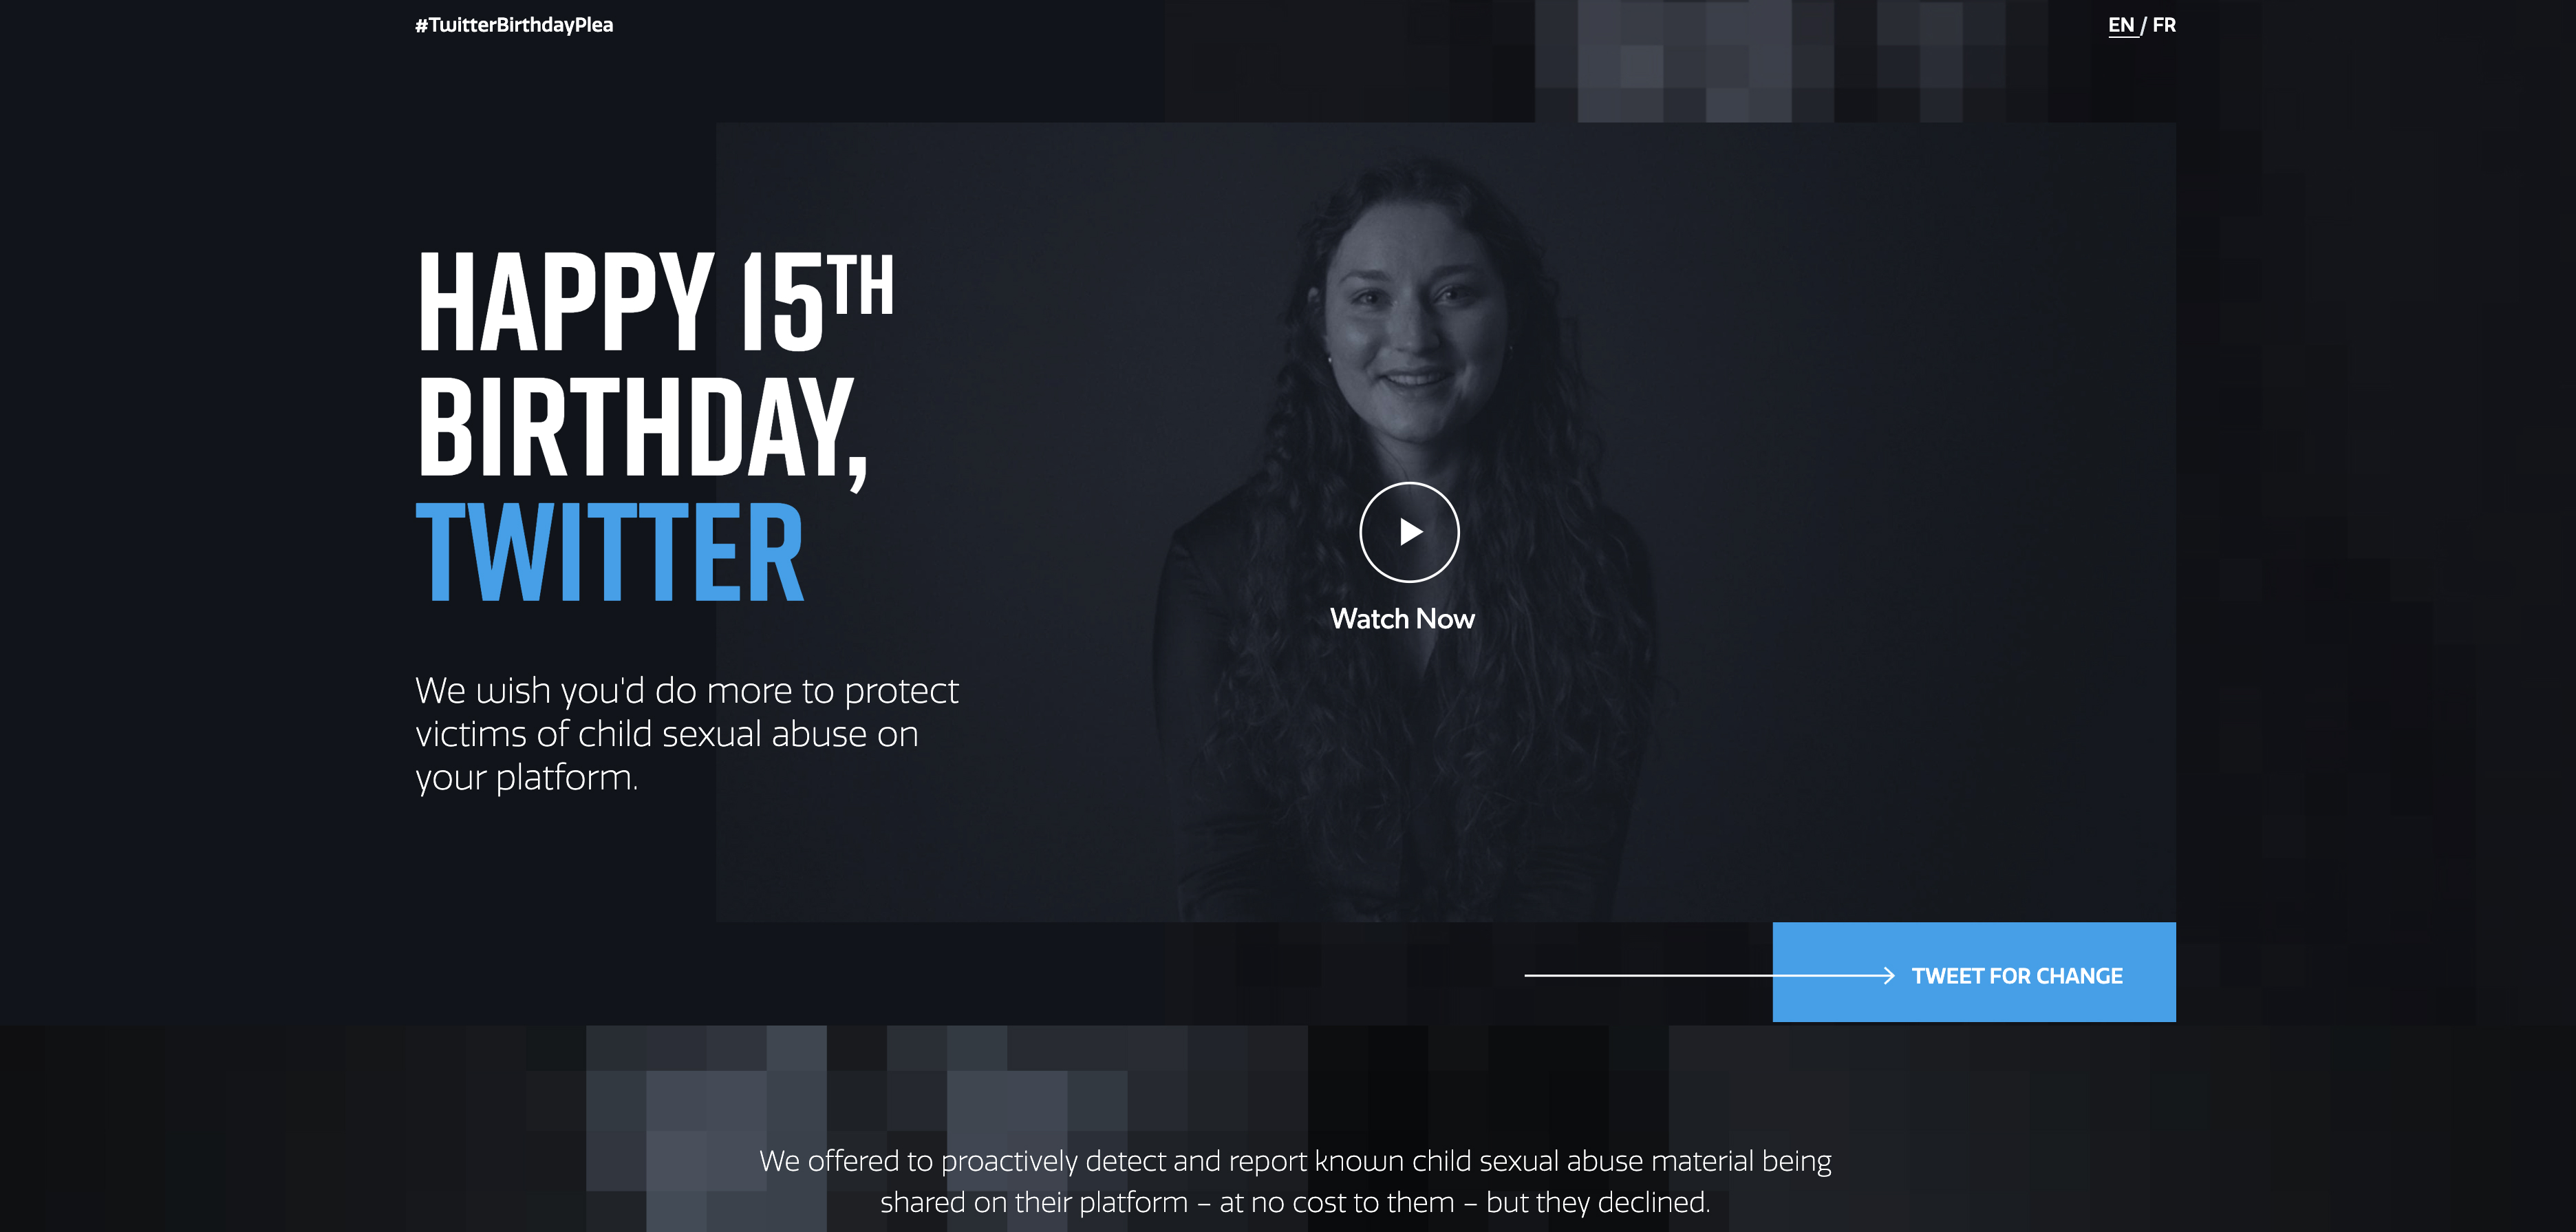 #TwitterBirthdayPlea
EN / FR
HAPPY 15TH
BIRTHDAY,
TWITTER
Watch Now
We wish you'd do more to protect
victims of child sexual abuse on
your platform.
TWEET FOR CHANGE
We offered to proactively detect and report known child sexual abuse material being
shared on their platform – at no cost to them – but they declined.